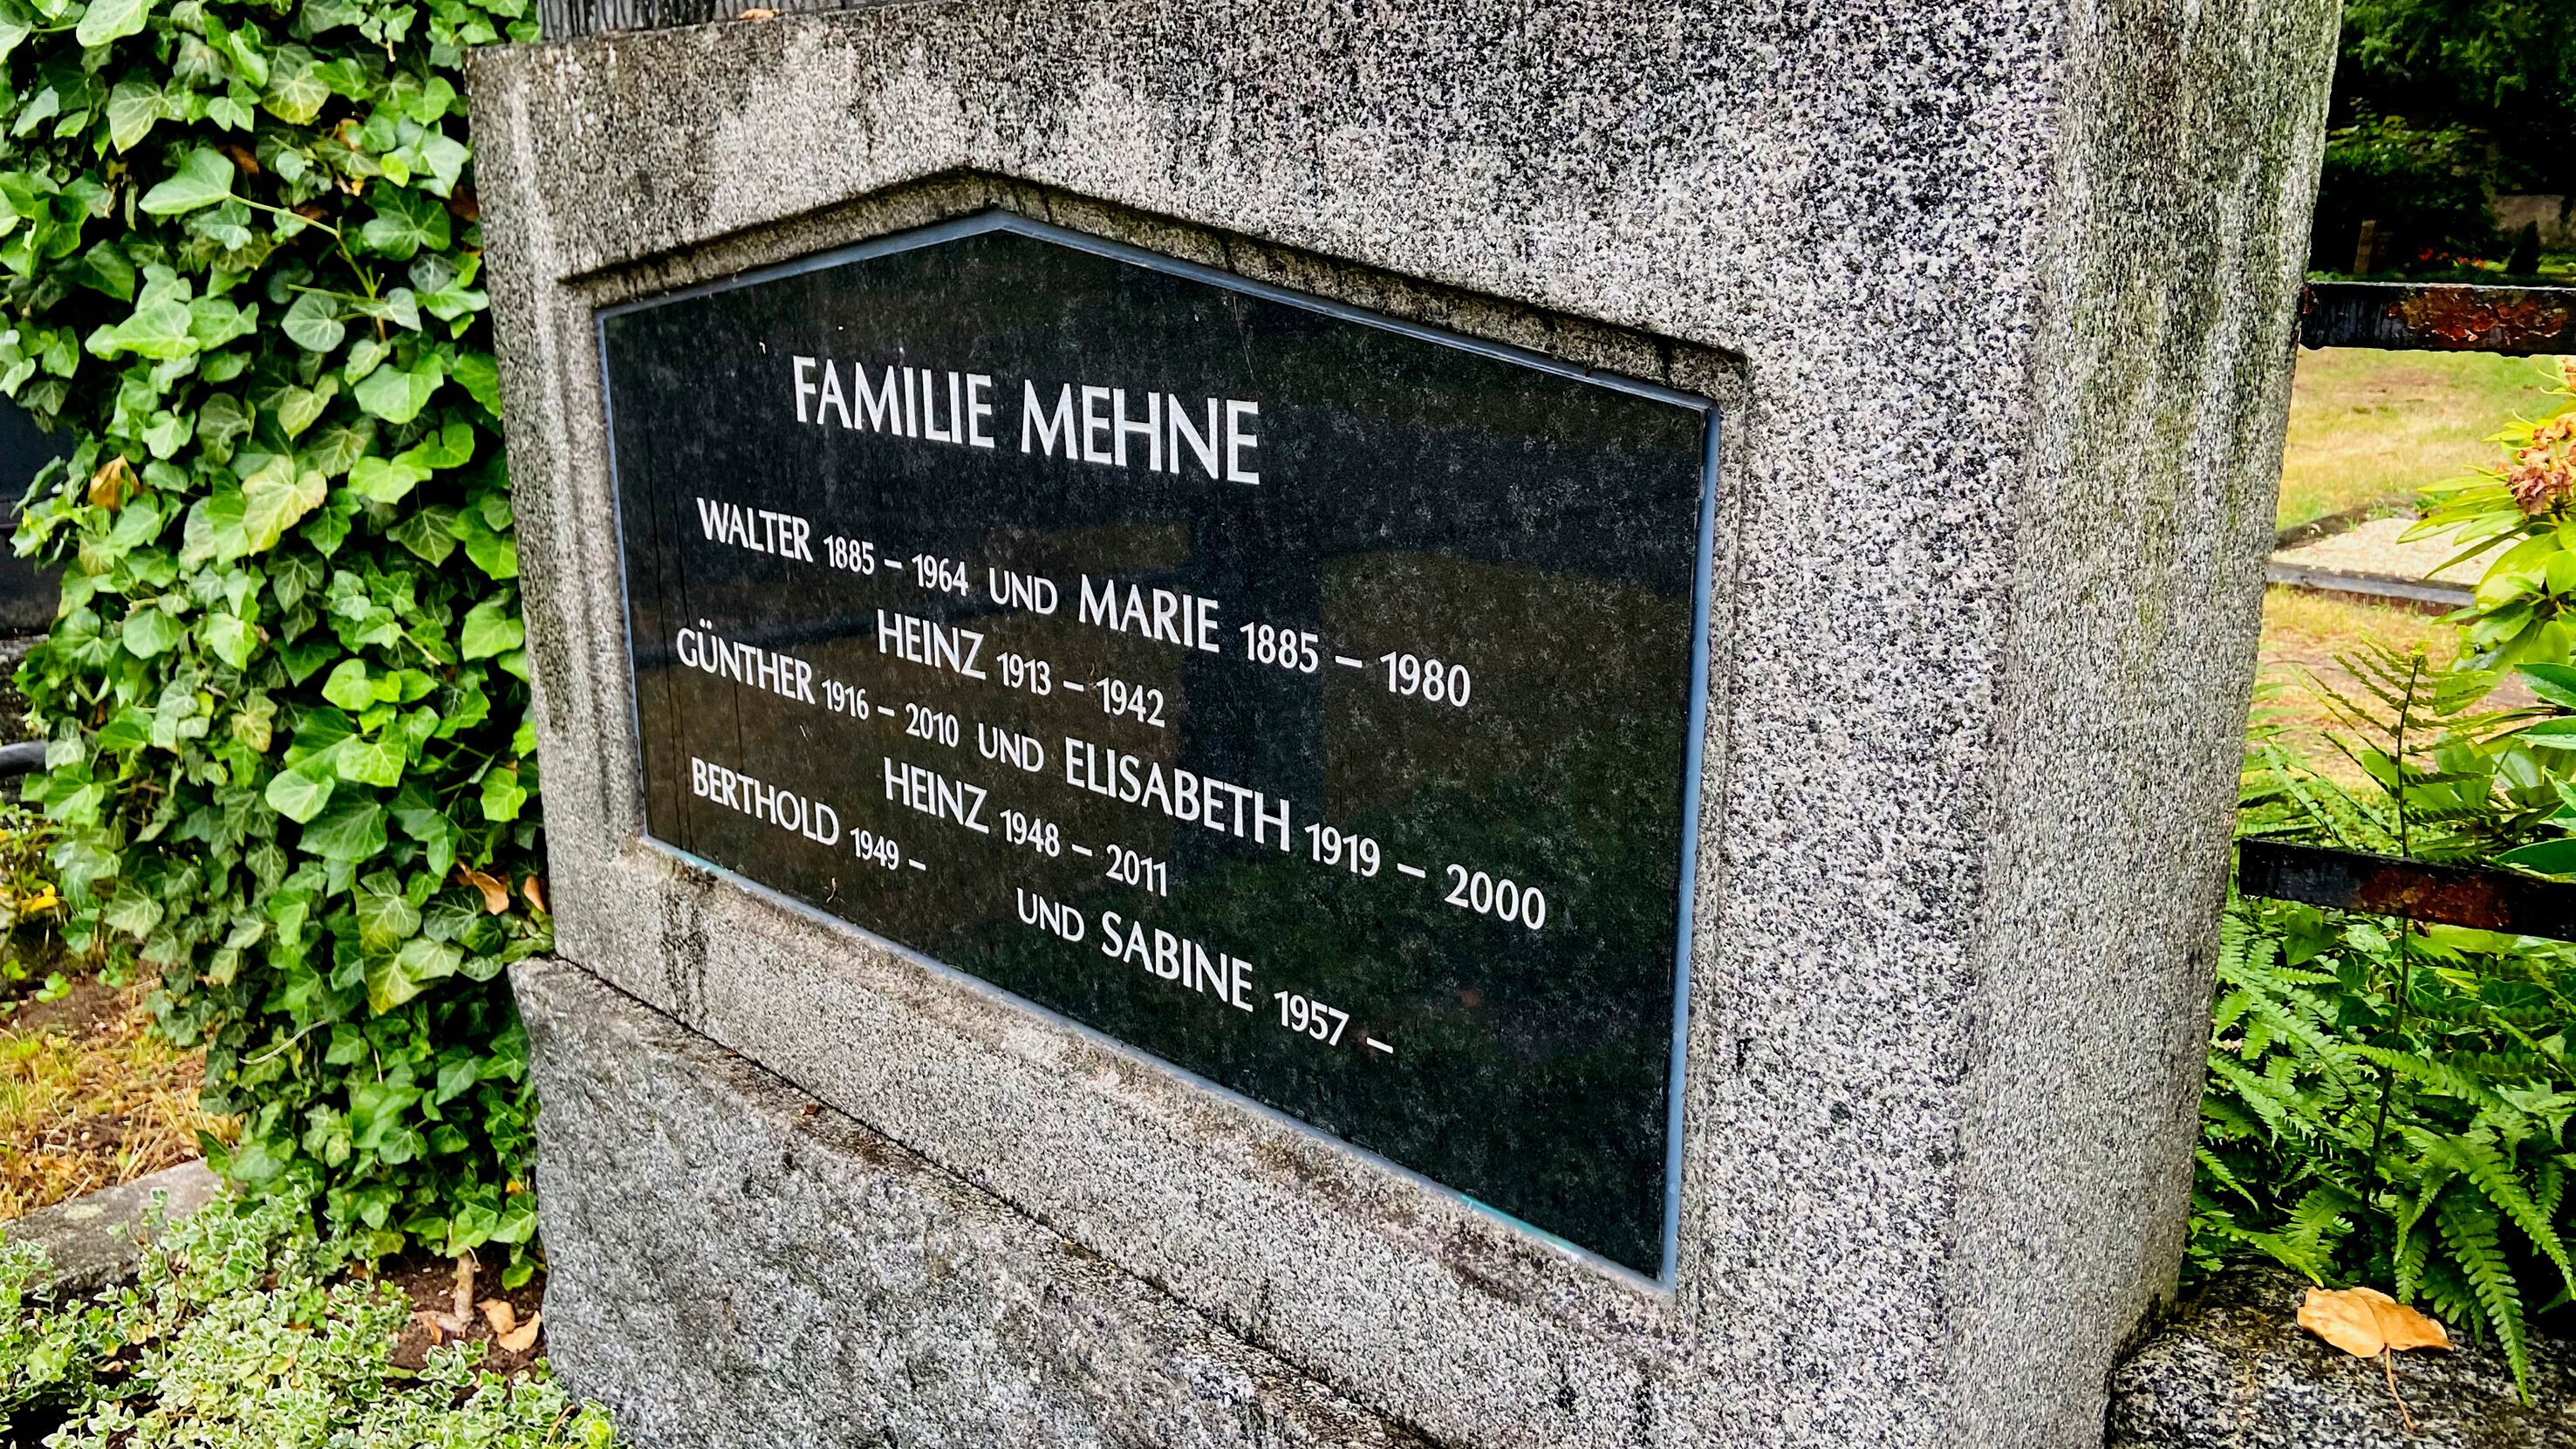 FAMILIE MEHNE
WALTER 1885 – 1964 UND MARIE 1885 – 1980
HEINZ 1913 – 1942
GÜNTHER 1916 – 2010 UND ELISABETH 1919 – 2000
HEINZ 1948 – 2011
BERTHOLD 1949 – UND SABINE 1957 –